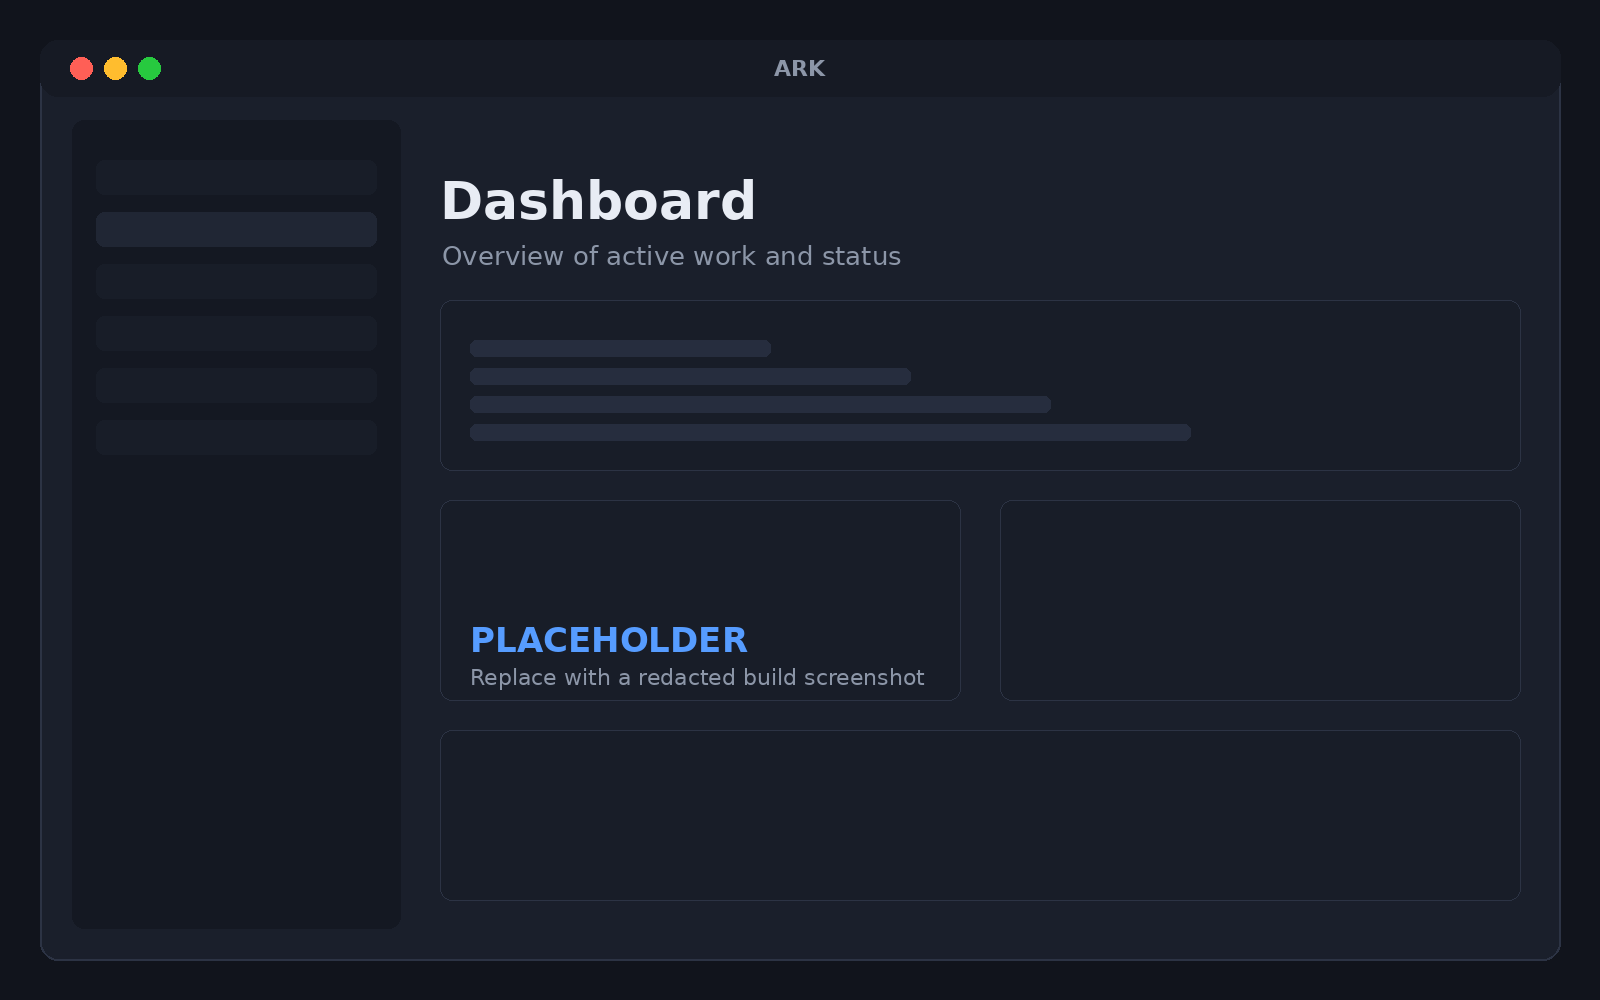 ARK
Dashboard
Overview of active work and status
PLACEHOLDER
Replace with a redacted build screenshot